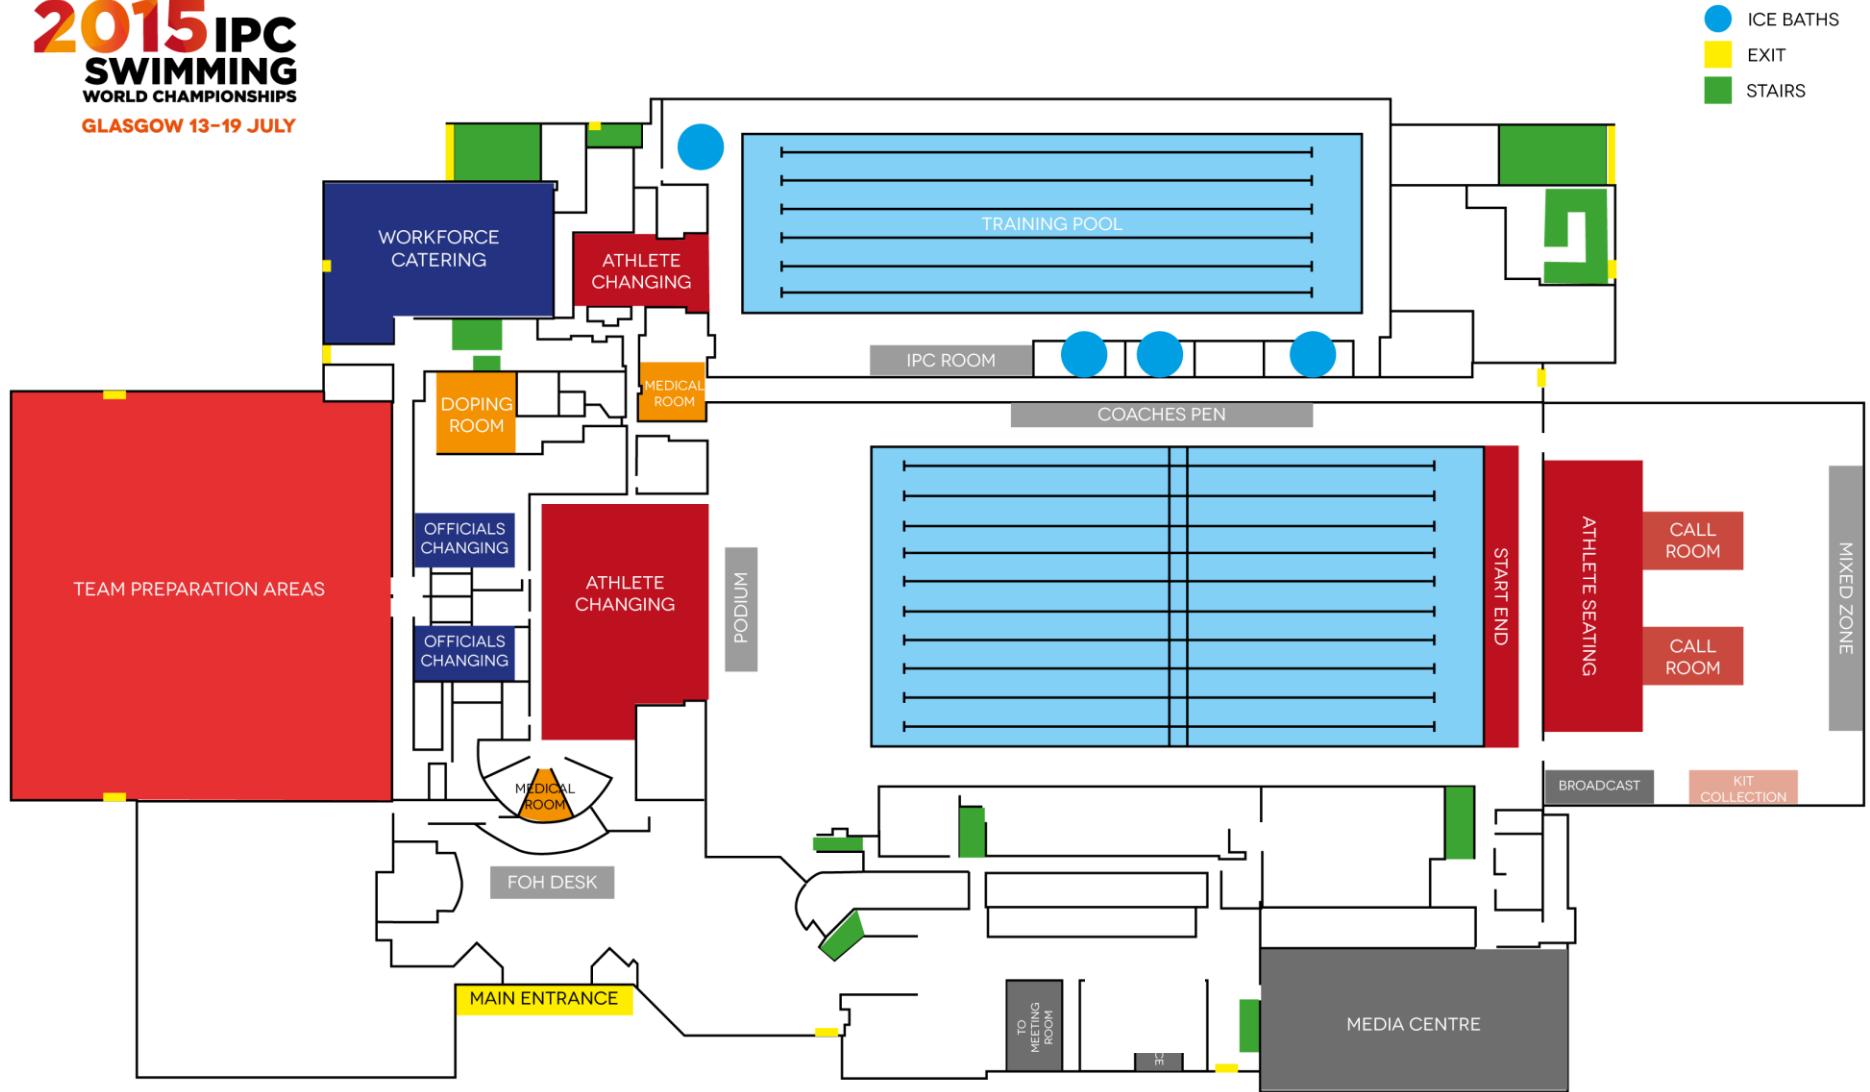 2015 IPC
SWIMMING
WORLD CHAMPIONSHIPS
GLASGOW 13–19 JULY
ICE BATHS
EXIT
STAIRS
WORKFORCE
CATERING
ATHLETE
CHANGING
TRAINING POOL
IPC ROOM
MEDICAL
ROOM
DOPING
ROOM
COACHES PEN
TEAM PREPARATION AREAS
OFFICIALS
CHANGING
ATHLETE
CHANGING
OFFICIALS
CHANGING
PODIUM
START END
ATHLETE SEATING
CALL
ROOM
CALL
ROOM
MIXED ZONE
MEDICAL
ROOM
BROADCAST
KIT
COLLECTION
FOH DESK
MAIN ENTRANCE
TO
MEETING
ROOM
MEDIA CENTRE